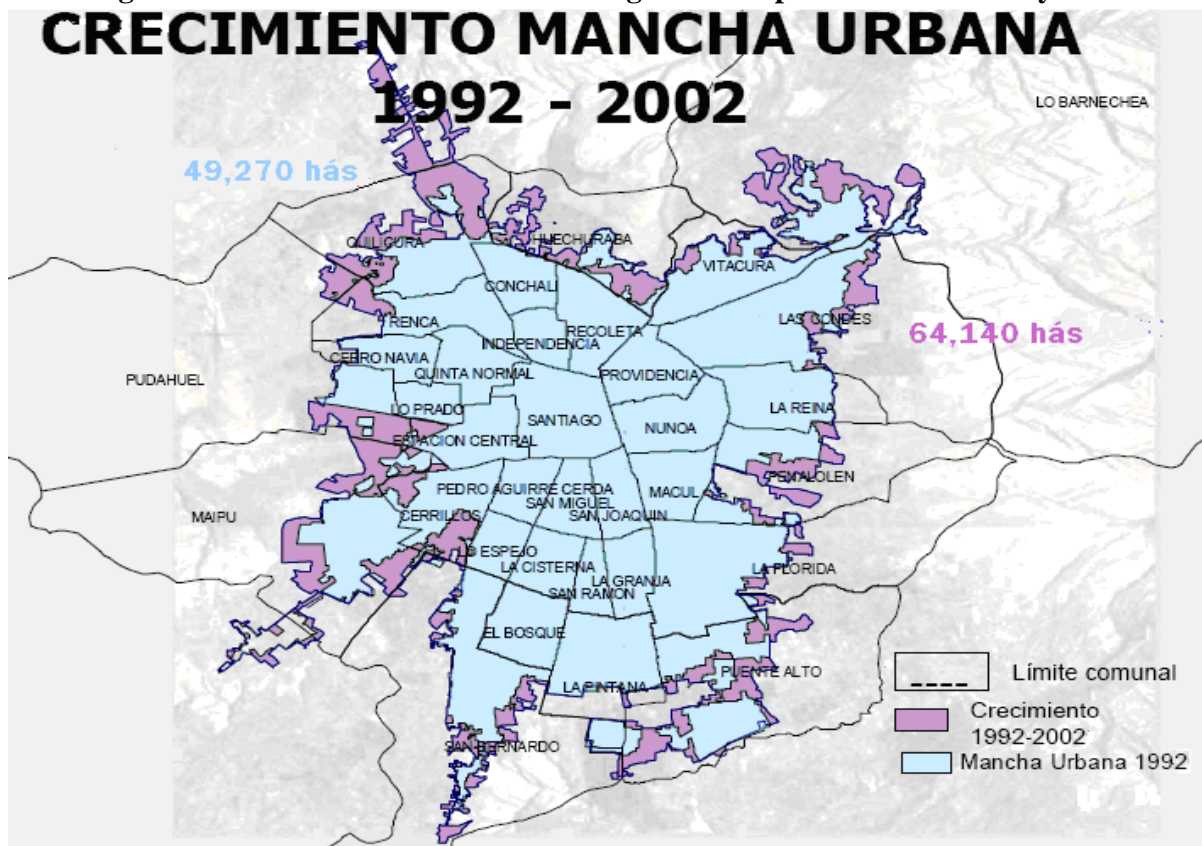 CRECIMIENTO MANCHA URBANA
1992 - 2002
LO BARNECHEA
49,270 hás
QUILICURA
HUECHURABA
VITACURA
CONCHALI
RENCA
RECOLETA
LAS CONDES
INDEPENDENCIA
64,140 hás
CERRO NAVIA
QUINTA NORMAL
PROVIDENCIA
PUDAHUEL
LO PRADO
SANTIAGO
LA REINA
NUNOA
ESTACION CENTRAL
PEDRO AGUIRRE CERDA
MACUL
PENALOLEN
SAN MIGUEL
MAIPU
CERRILLOS
SAN JOAQUIN
LO ESPEJO
LA CISTERNA
LA GRANJA
LA FLORIDA
SAN RAMON
EL BOSQUE
LA PINTANA
PUENTE ALTO
SAN BERNARDO
Límite comunal
Crecimiento
1992-2002
Mancha Urbana 1992